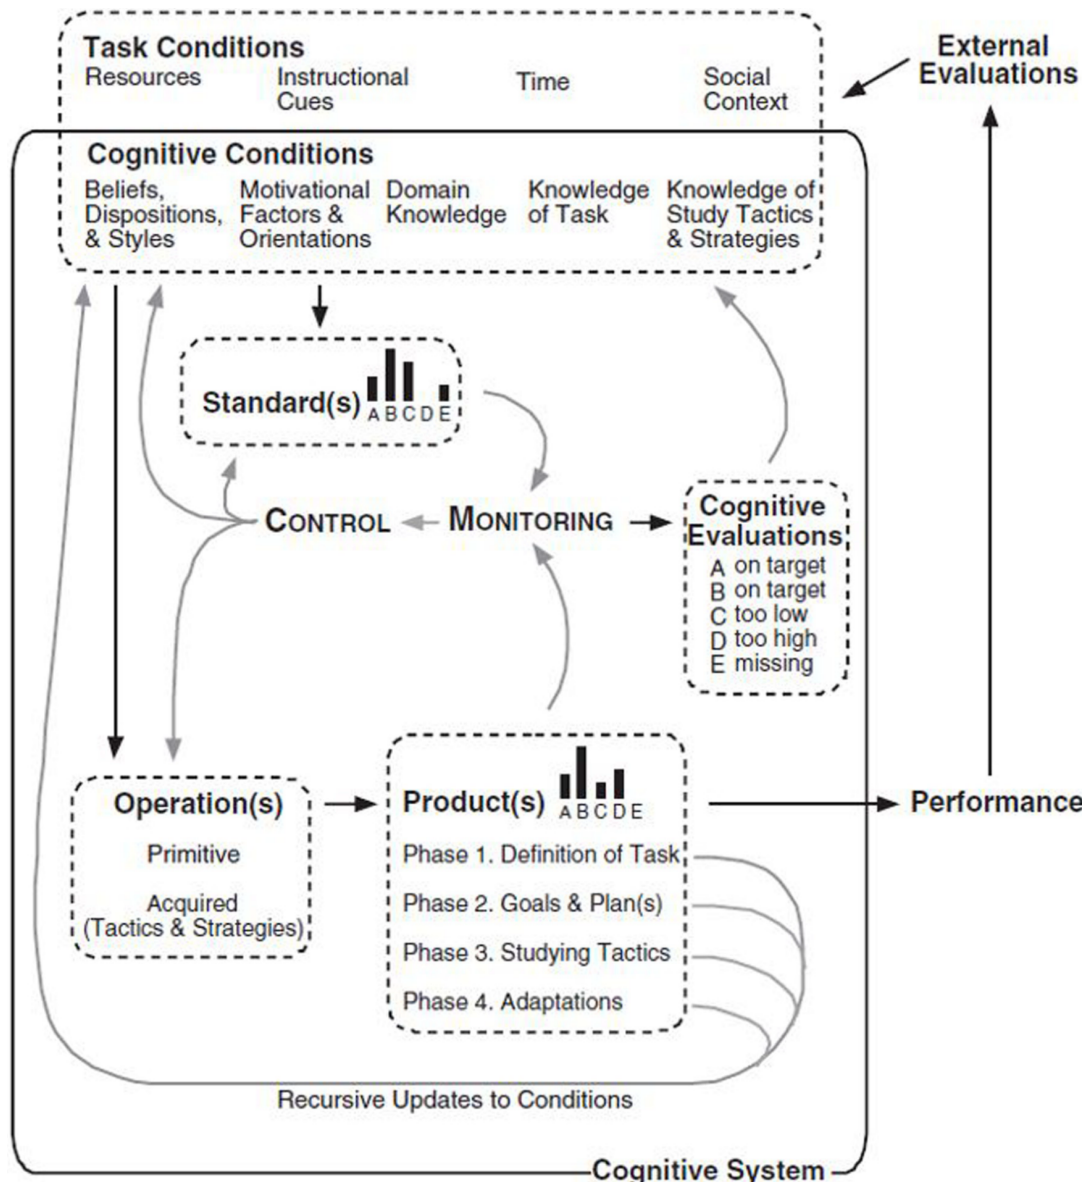 Task Conditions
Resources
Instructional
Cues
Time
Social
Context
External
Evaluations
Cognitive Conditions
Beliefs,
Dispositions,
& Styles
Motivational
Factors &
Orientations
Domain
Knowledge
Knowledge
of Task
Knowledge of
Study Tactics
& Strategies
Standard(s)
A B C D E
CONTROL
MONITORING
Cognitive
Evaluations
A on target
B on target
C too low
D too high
E missing
Operation(s)
Primitive
Acquired
(Tactics & Strategies)
Product(s)
A B C D E
Phase 1. Definition of Task
Phase 2. Goals & Plan(s)
Phase 3. Studying Tactics
Phase 4. Adaptations
Performance
Recursive Updates to Conditions
Cognitive System